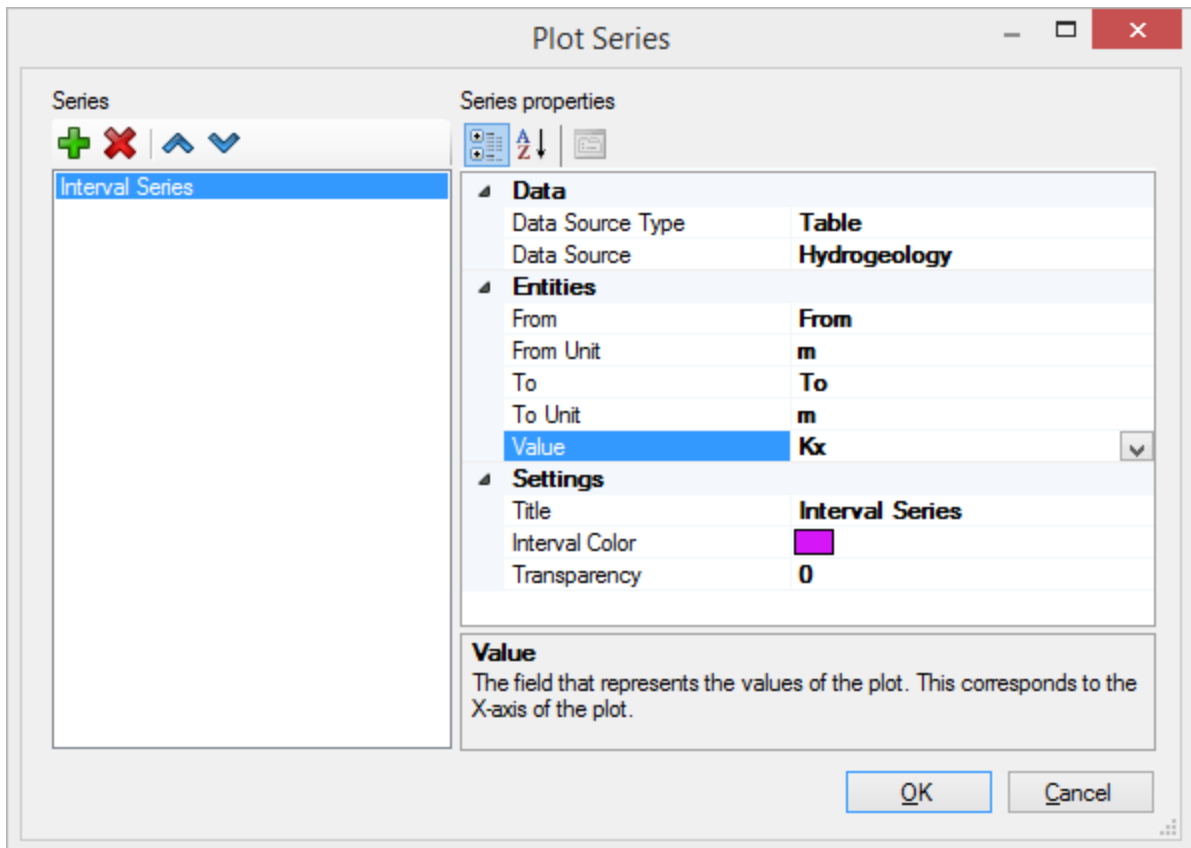 Plot Series
Series
Series properties
Interval Series
Data
Data Source Type Table
Data Source Hydrogeology
Entities
From From
From Unit m
To To
To Unit m
Value Kx
Settings
Title Interval Series
Interval Color
Transparency 0
Value
The field that represents the values of the plot. This corresponds to the
X-axis of the plot.
OK Cancel